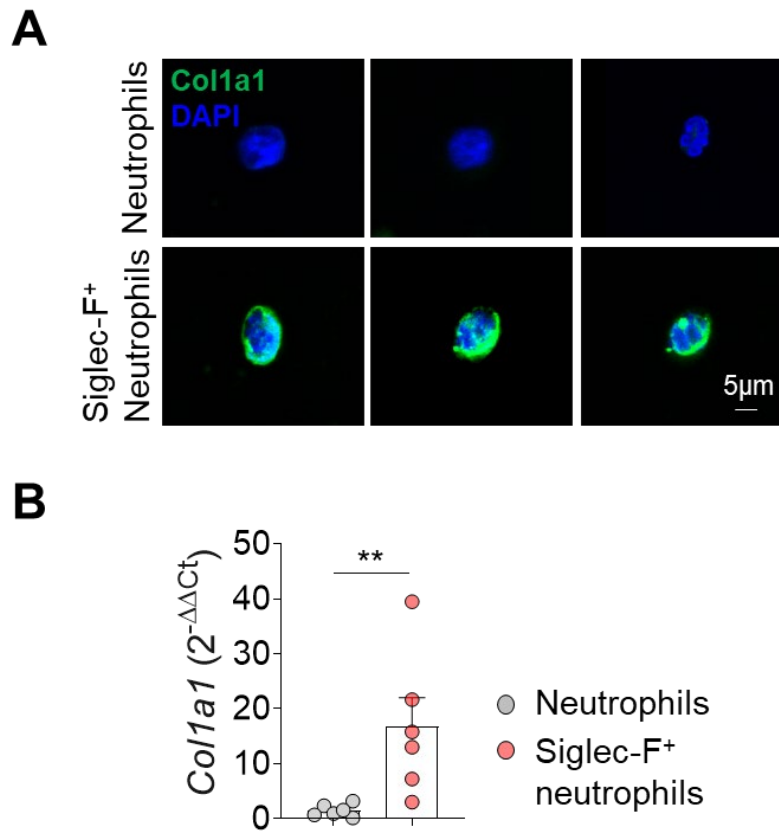 A
Neutrophils
Col1a1
DAPI
Siglec-F⁺
Neutrophils
5µm
B
Col1a1 (2^-ΔΔCt)
50
40
30
20
10
0
**
Neutrophils
Siglec-F⁺
neutrophils